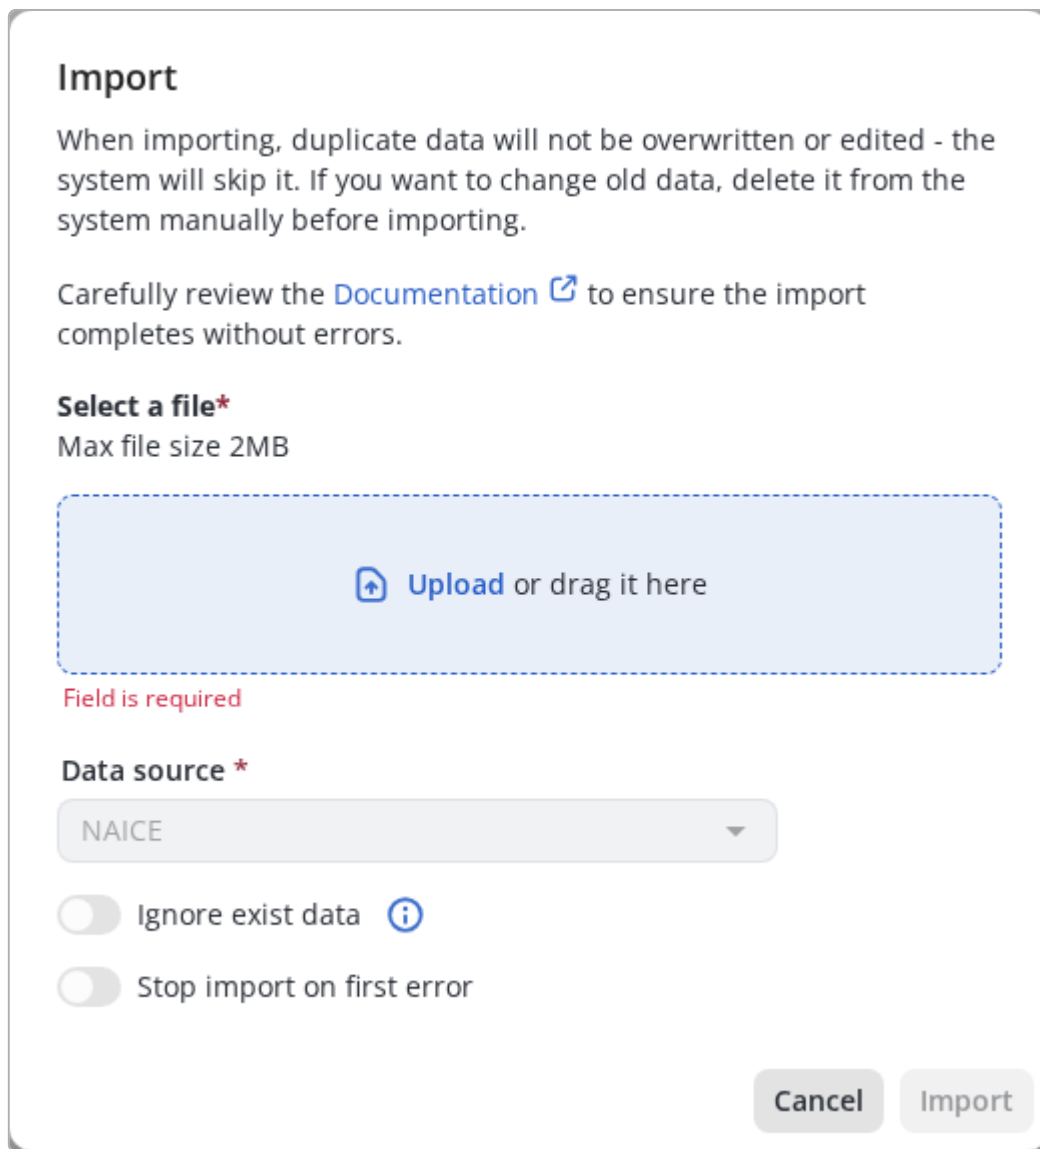 Import
When importing, duplicate data will not be overwritten or edited - the
system will skip it. If you want to change old data, delete it from the
system manually before importing.
Carefully review the Documentation to ensure the import
completes without errors.
Select a file*
Max file size 2MB
Upload or drag it here
Field is required
Data source *
NAICE
Ignore exist data
Stop import on first error
Cancel Import